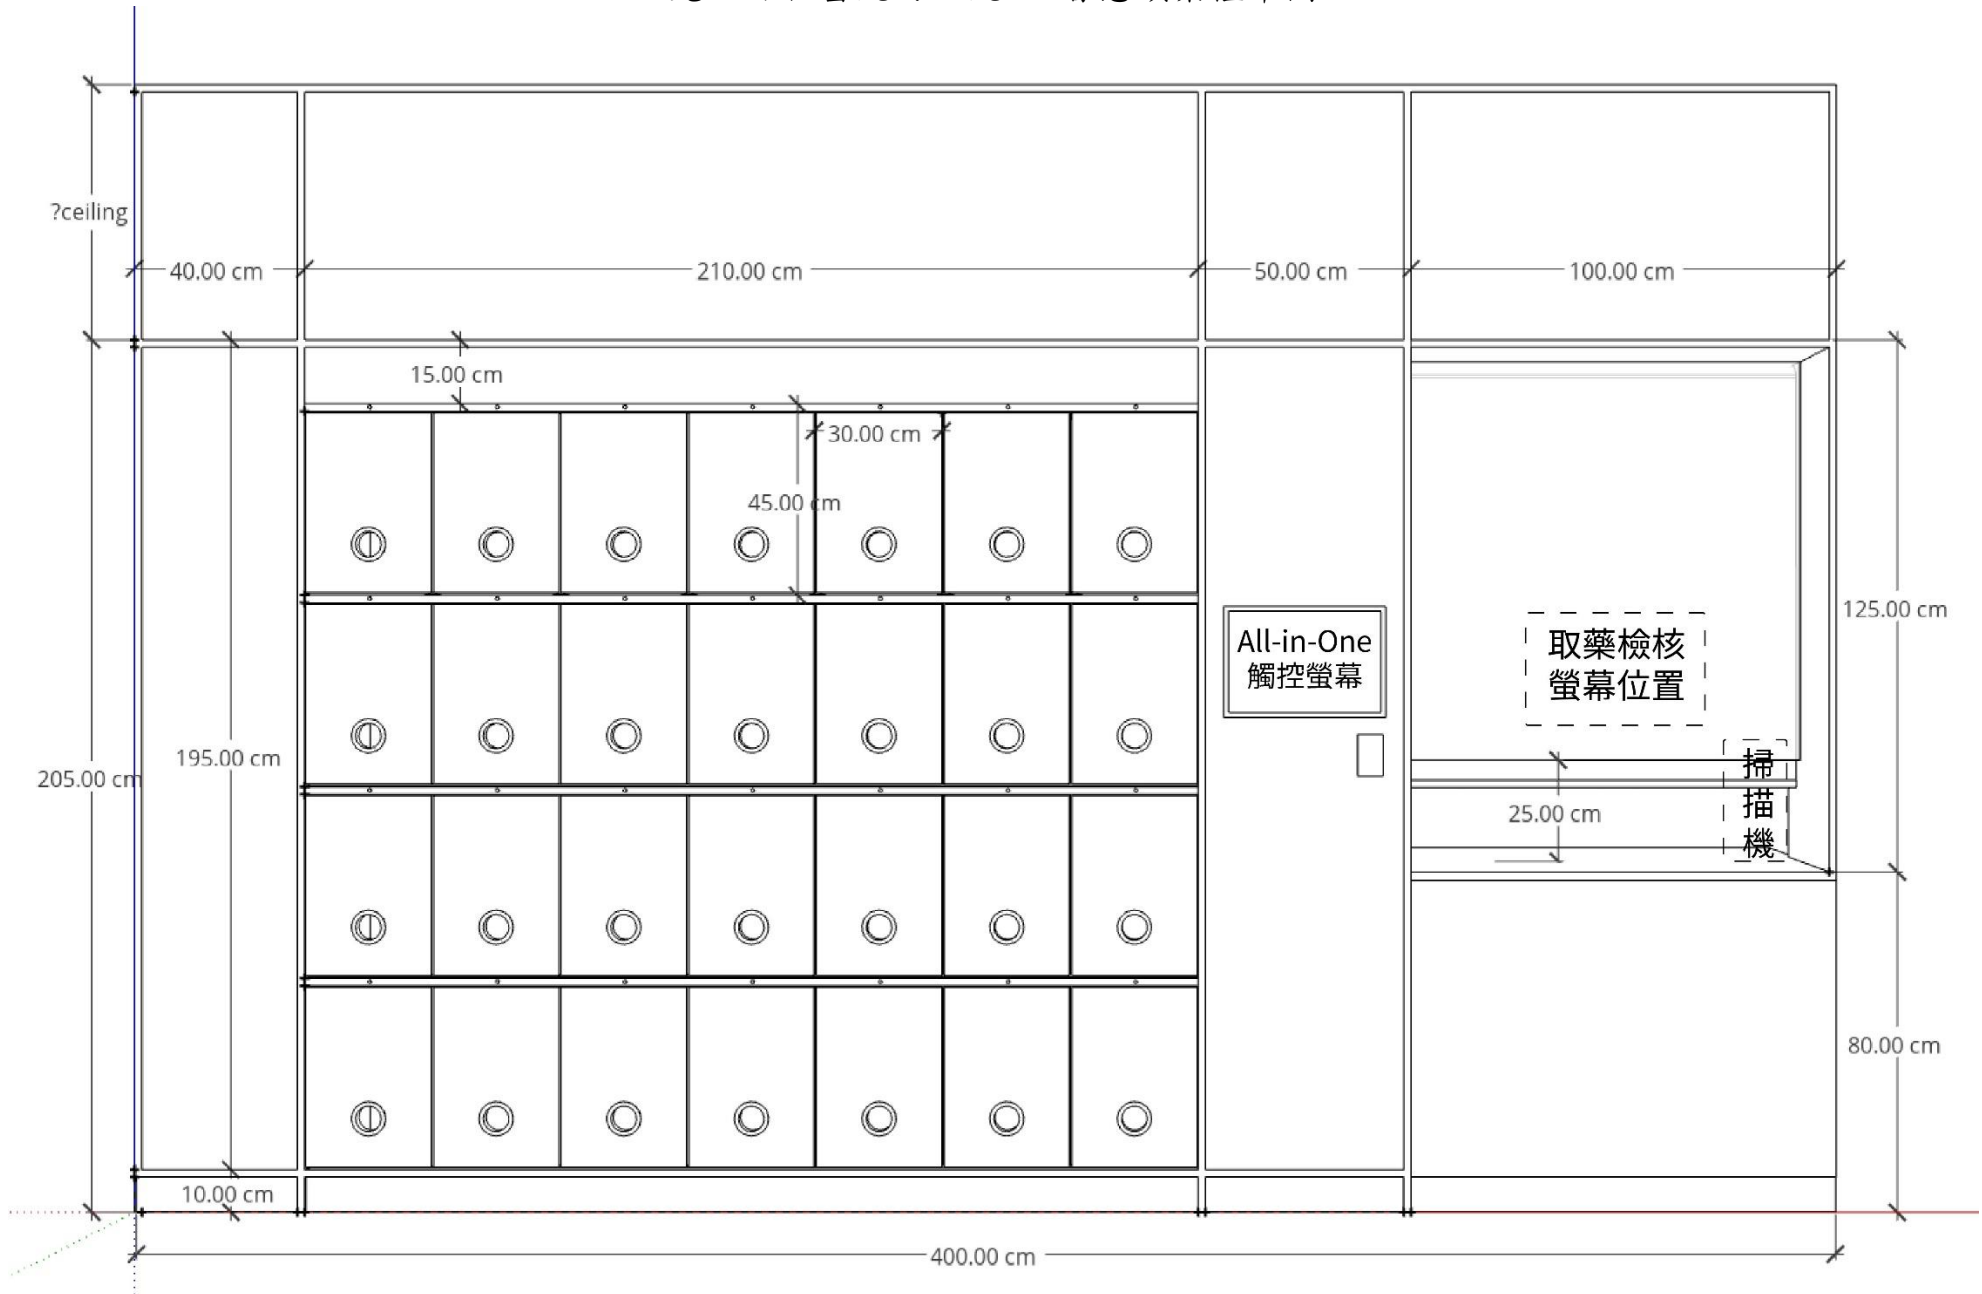 ?ceiling
40.00 cm
210.00 cm
50.00 cm
100.00 cm
15.00 cm
30.00 cm
45.00 cm
All-in-One
觸控螢幕
取藥檢核
螢幕位置
125.00 cm
掃
描
機
195.00 cm
205.00 cm
25.00 cm
80.00 cm
10.00 cm
400.00 cm